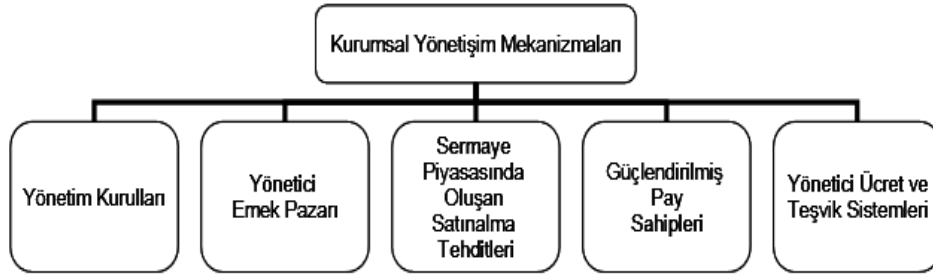 Kurumsal Yönetişim Mekanizmaları
Yönetim Kurulları
Yönetici
Emek Pazarı
Sermaye
Piyasasında
Oluşan
Satınalma
Tehditleri
Güçlendirilmiş
Pay
Sahipleri
Yönetici Ücret ve
Teşvik Sistemleri